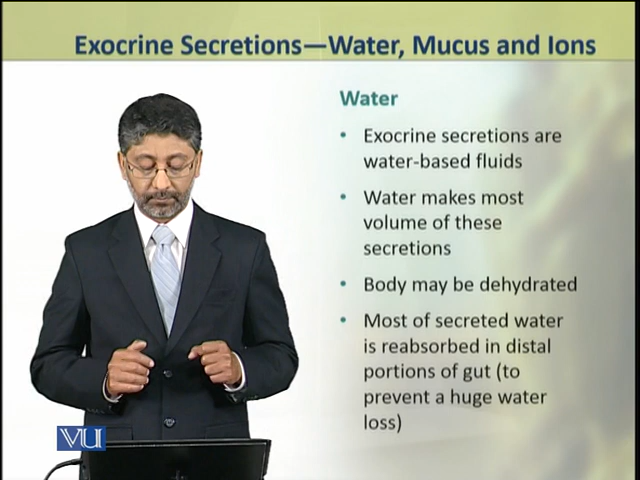 Exocrine Secretions—Water, Mucus and Ions
Water
• Exocrine secretions are
water-based fluids
• Water makes most
volume of these
secretions
• Body may be dehydrated
• Most of secreted water
is reabsorbed in distal
portions of gut (to
prevent a huge water
loss)
VU